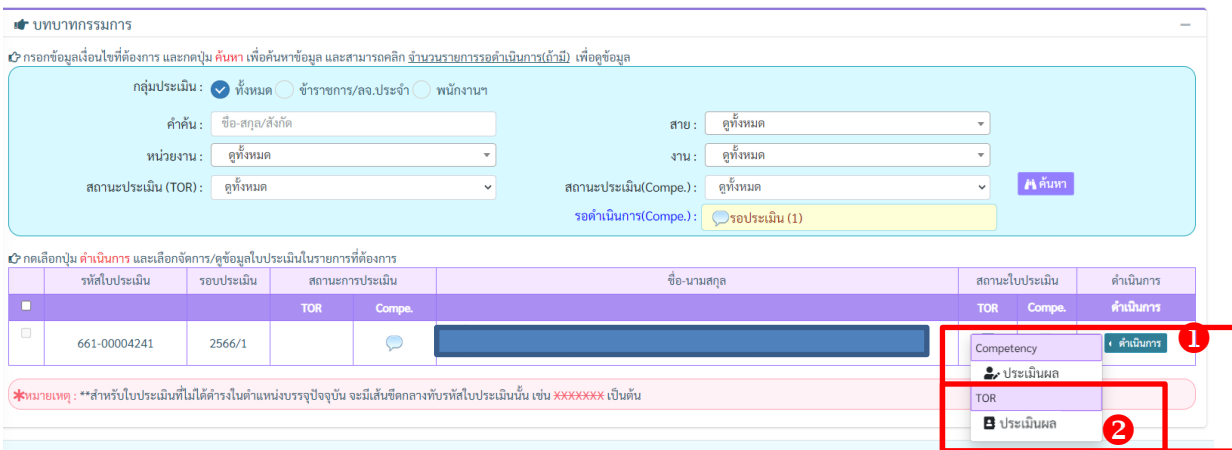 บทบาทกรรมการ
กรอกข้อมูลเงื่อนไขที่ต้องการ และกดปุ่ม ค้นหา เพื่อค้นหาข้อมูล และสามารถคลิก จำนวนรายการรอดำเนินการ(ถ้ามี) เพื่อดูข้อมูล
กลุ่มประเมิน : ทั้งหมด ข้าราชการ/ลจ.ประจำ พนักงานฯ
คำค้น : ชื่อ-สกุล/สังกัด สาย : ดูทั้งหมด
หน่วยงาน : ดูทั้งหมด งาน : ดูทั้งหมด
สถานะประเมิน (TOR) : ดูทั้งหมด สถานะประเมิน(Compe.) : ดูทั้งหมด ค้นหา
รอดำเนินการ(Compe.) : รอประเมิน (1)
กดเลือกปุ่ม ดำเนินการ และเลือกจัดการ/ดูข้อมูลใบประเมินในรายการที่ต้องการ
รหัสใบประเมิน รอบประเมิน สถานะการประเมิน ชื่อ-นามสกุล สถานะใบประเมิน ดำเนินการ
TOR Compe. TOR Compe. ดำเนินการ
661-00004241 2566/1 ดำเนินการ 1
Competency
ประเมินผล
TOR
ประเมินผล 2
หมายเหตุ : **สำหรับใบประเมินที่ไม่ได้ดำรงในตำแหน่งบรรจุปัจจุบัน จะมีเส้นขีดกลางทับรหัสใบประเมินนั้น เช่น XXXXXXX เป็นต้น